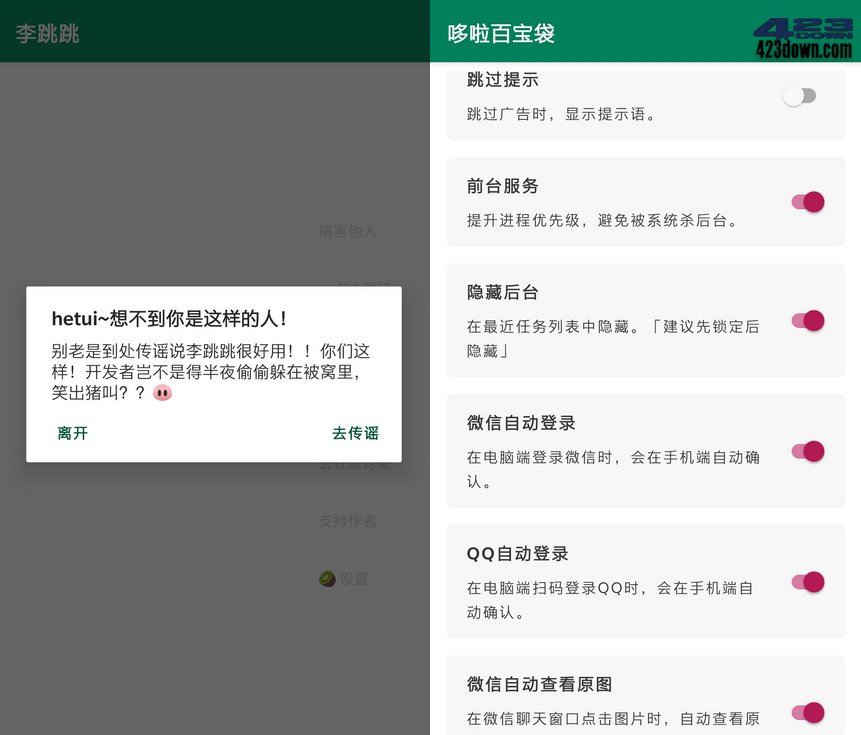 李跳跳
祸害他人
hetui~想不到你是这样的人！
别老是到处传谣说李跳跳很好用！！你们这
样！开发者岂不是得半夜偷偷躲在被窝里，
笑出猪叫？？🐽
离开
去传谣
去社区讨论
支持作者
🥝设置
哆啦百宝袋
423DOWN
423down.com
跳过提示
跳过广告时，显示提示语。
前台服务
提升进程优先级，避免被系统杀后台。
隐藏后台
在最近任务列表中隐藏。「建议先锁定后
隐藏」
微信自动登录
在电脑端登录微信时，会在手机端自动确
认。
QQ自动登录
在电脑端扫码登录QQ时，会在手机端自
动确认。
微信自动查看原图
在微信聊天窗口点击图片时，自动查看原